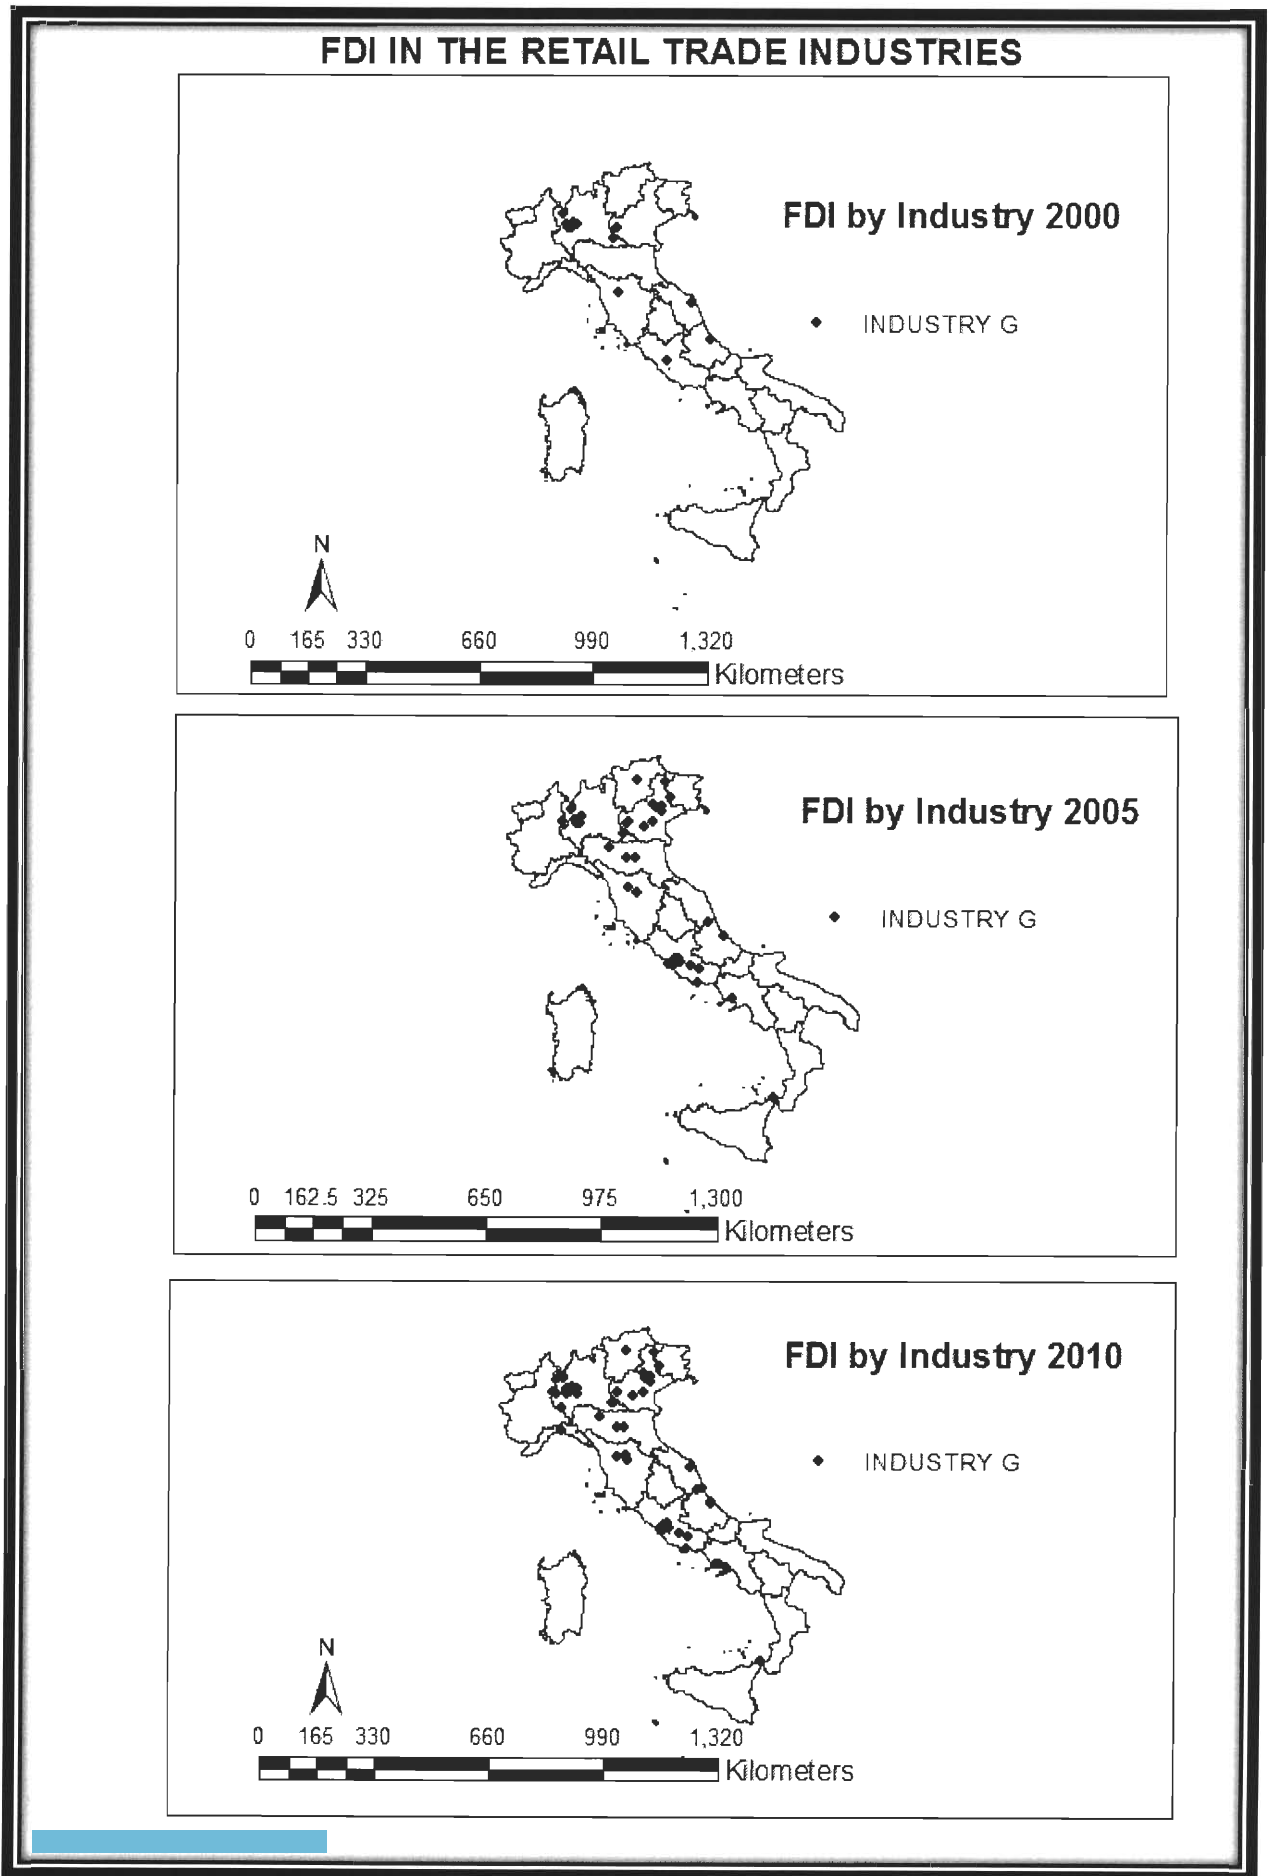 FDI IN THE RETAIL TRADE INDUSTRIES
FDI by Industry 2000
INDUSTRY G
N
0 165 330 660 990 1,320
Kilometers
FDI by Industry 2005
INDUSTRY G
0 162.5 325 650 975 1,300
Kilometers
FDI by Industry 2010
INDUSTRY G
N
0 165 330 660 990 1,320
Kilometers